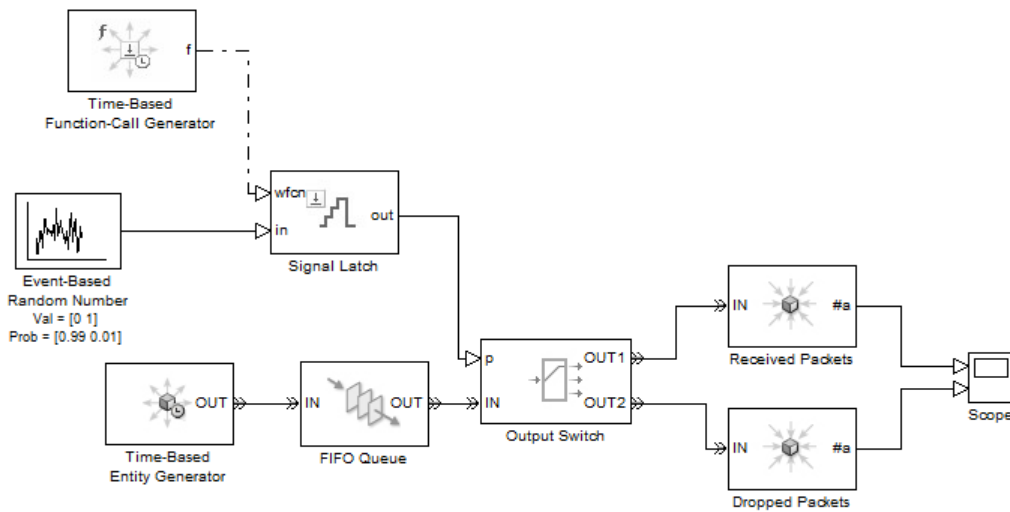 f
f
Time-Based
Function-Call Generator
wfcn
in
out
Signal Latch
Event-Based
Random Number
Val = [0 1]
Prob = [0.99 0.01]
OUT
Time-Based
Entity Generator
IN
OUT
FIFO Queue
p
IN
OUT1
OUT2
Output Switch
IN
#a
Received Packets
IN
#a
Dropped Packets
Scope